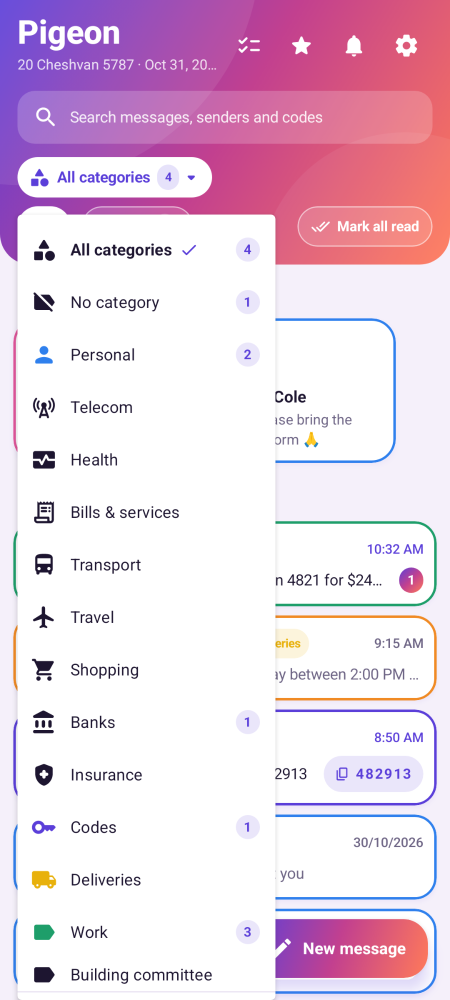 Pigeon
20 Cheshvan 5787 · Oct 31, 20…
Search messages, senders and codes
All categories 4
Mark all read
All categories 4
No category 1
Personal 2
Telecom
Health
Bills & services
Transport
Travel
Shopping
Banks 1
Insurance
Codes 1
Deliveries
Work 3
Building committee
Cole
ase bring the
orm 🙏
10:32 AM
n 4821 for $24… 1
eries 9:15 AM
ay between 2:00 PM …
8:50 AM
2913 482913
30/10/2026
you
New message